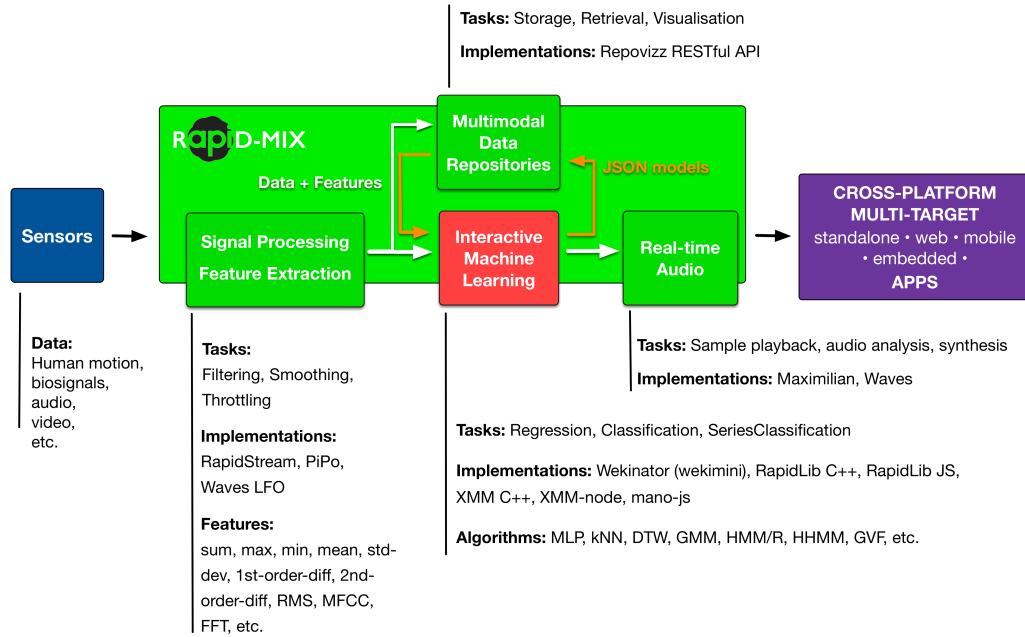 Tasks: Storage, Retrieval, Visualisation
Implementations: Repovizz RESTful API
RapiD-MIX
Multimodal
Data
Repositories
Data + Features
JSON models
Sensors
Signal Processing
Feature Extraction
Interactive
Machine
Learning
Real-time
Audio
CROSS-PLATFORM
MULTI-TARGET
standalone • web • mobile
• embedded •
APPS
Data:
Human motion,
biosignals,
audio,
video,
etc.
Tasks:
Filtering, Smoothing,
Throttling
Implementations:
RapidStream, PiPo,
Waves LFO
Features:
sum, max, min, mean, std-
dev, 1st-order-diff, 2nd-
order-diff, RMS, MFCC,
FFT, etc.
Tasks: Sample playback, audio analysis, synthesis
Implementations: Maximilian, Waves
Tasks: Regression, Classification, SeriesClassification
Implementations: Wekinator (wekimini), RapidLib C++, RapidLib JS,
XMM C++, XMM-node, mano-js
Algorithms: MLP, kNN, DTW, GMM, HMM/R, HHMM, GVF, etc.